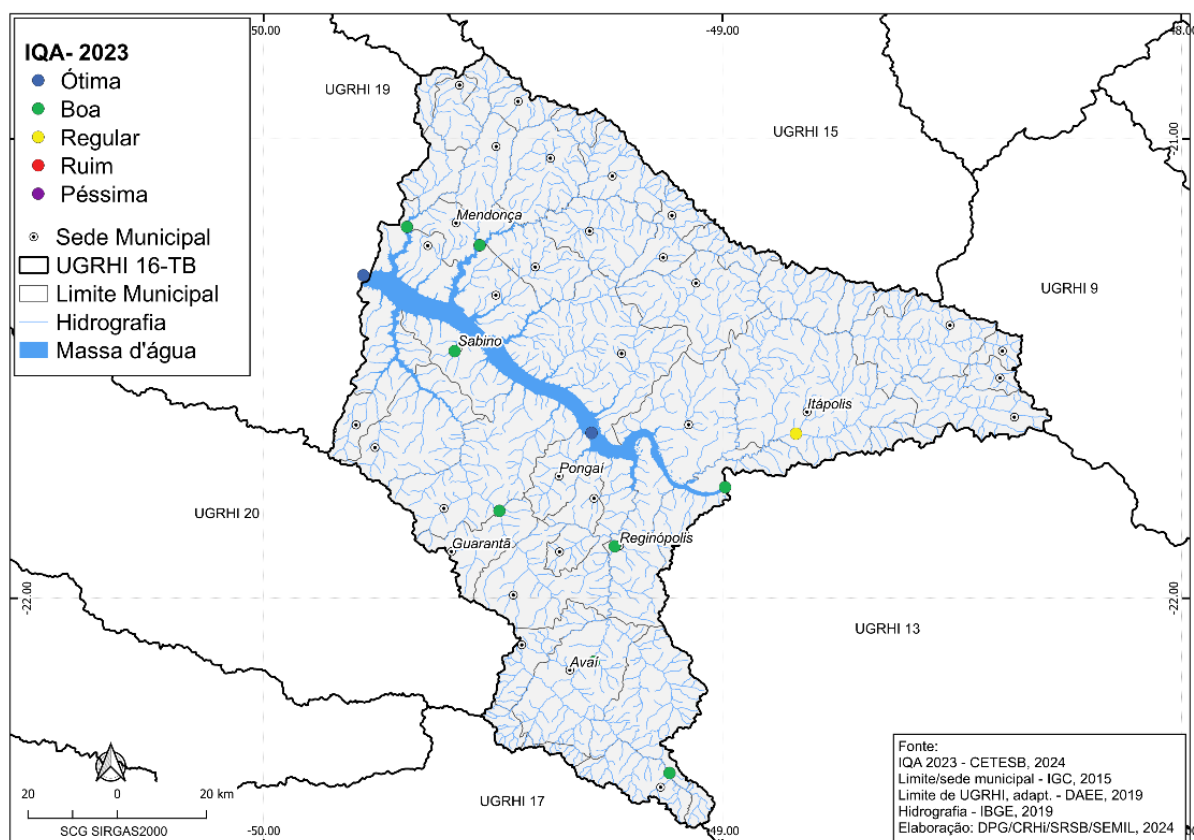 -50.00
-49.00
-48.00
IQA- 2023
Ótima
Boa
Regular
Ruim
Péssima
Sede Municipal
UGRHI 16-TB
Limite Municipal
Hidrografia
Massa d'água
UGRHI 19
UGRHI 15
-21.00
Mendonça
UGRHI 9
Sabino
Itápolis
Pongaí
UGRHI 20
Guarantã
Reginópolis
-22.00
-22.00
UGRHI 13
Avaí
UGRHI 17
20 0 20 km
SCG SIRGAS2000
-50.00
-49.00
-48.00
Fonte:
IQA 2023 - CETESB, 2024
Limite/sede municipal - IGC, 2015
Limite de UGRHI, adapt. - DAEE, 2019
Hidrografia - IBGE, 2019
Elaboração: DPG/CRHi/SRSB/SEMIL, 2024